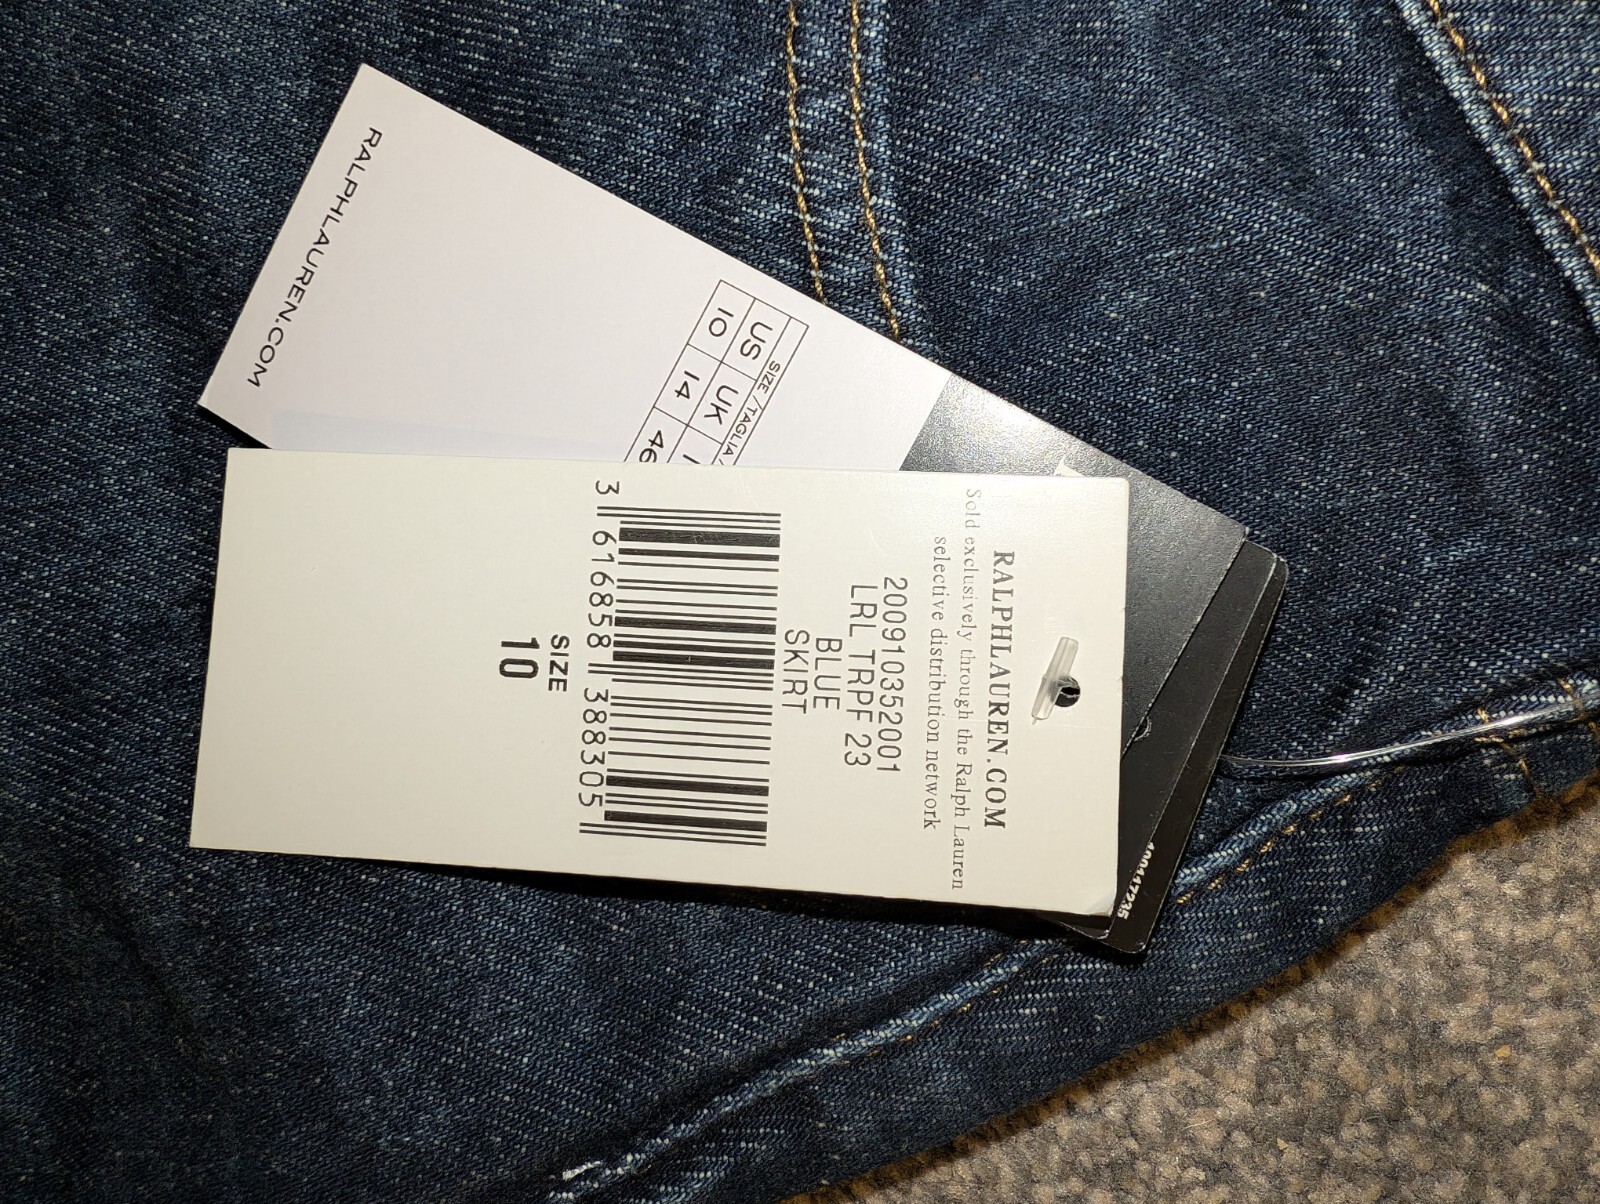 RALPHLAUREN.COM
Sold exclusively through the Ralph Lauren
selective distribution network
200910352001
LRL TRPF 23
BLUE
SKIRT
3 616858 388305
SIZE
10
SIZE / TAGLIA /
US UK
10 14 46
RALPHLAUREN.COM